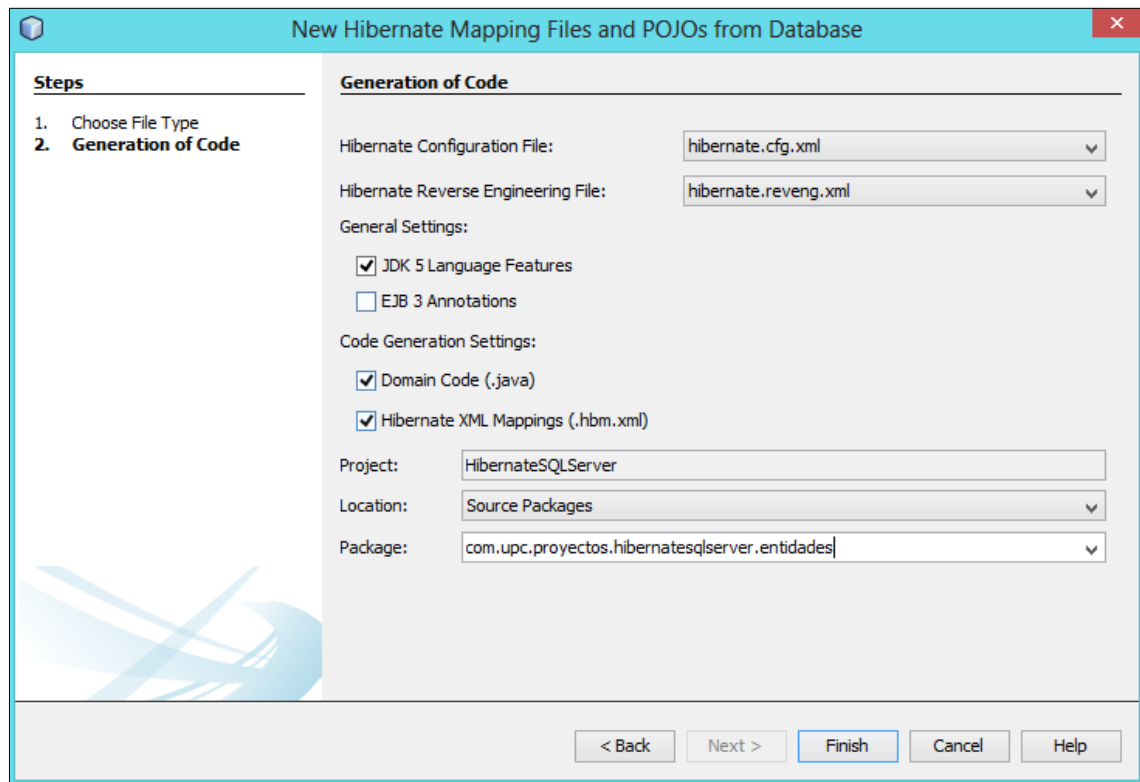 New Hibernate Mapping Files and POJOs from Database
Steps
1. Choose File Type
2. Generation of Code
Generation of Code
Hibernate Configuration File: hibernate.cfg.xml
Hibernate Reverse Engineering File: hibernate.reveng.xml
General Settings:
JDK 5 Language Features
EJB 3 Annotations
Code Generation Settings:
Domain Code (.java)
Hibernate XML Mappings (.hbm.xml)
Project: HibernateSQLServer
Location: Source Packages
Package: com.upc.proyectos.hibernatesqlserver.entidades
< Back Next > Finish Cancel Help